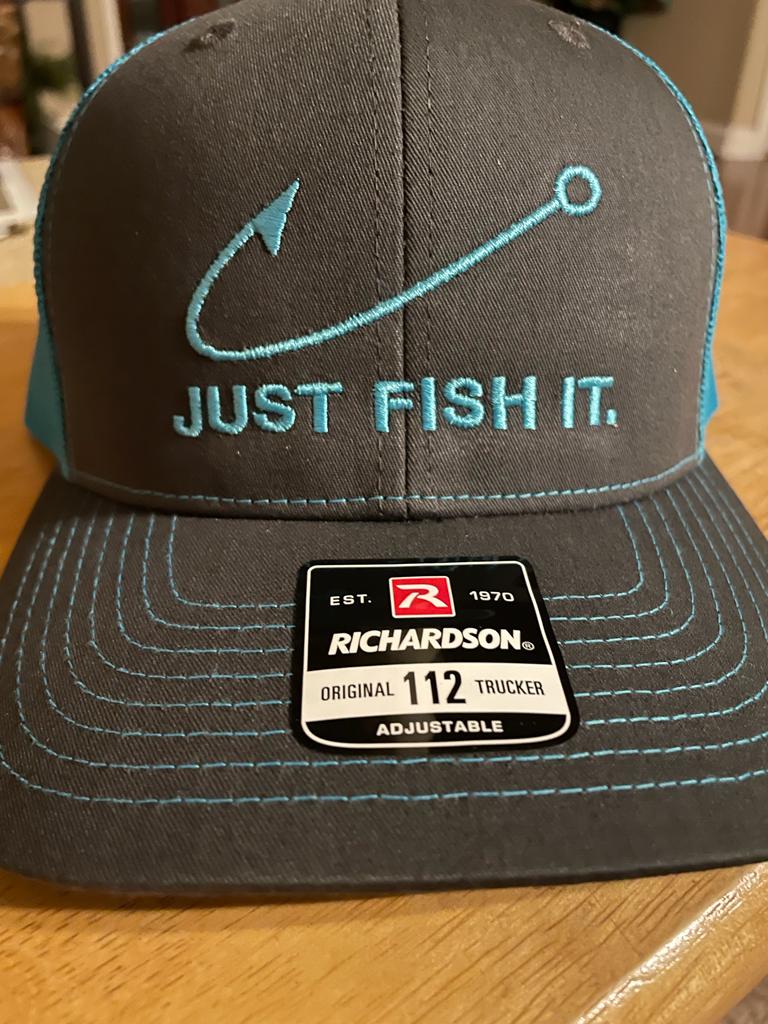 JUST FISH IT.
EST. R 1970
RICHARDSON®
ORIGINAL 112 TRUCKER
ADJUSTABLE